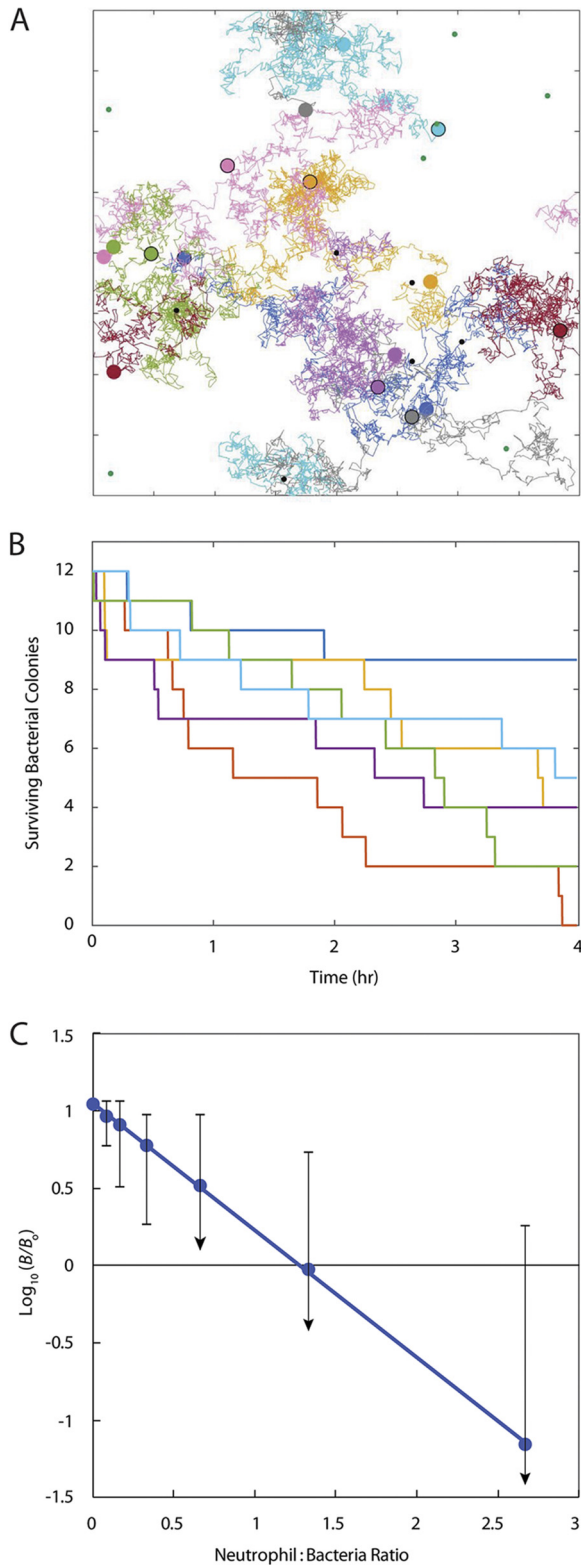 A
B
12
10
8
6
4
2
0
Surviving Bacterial Colonies
0 1 2 3 4
Time (hr)
C
1.5
1
0.5
0
-0.5
-1
-1.5
Log₁₀ (B/B₀)
0 0.5 1 1.5 2 2.5 3
Neutrophil : Bacteria Ratio